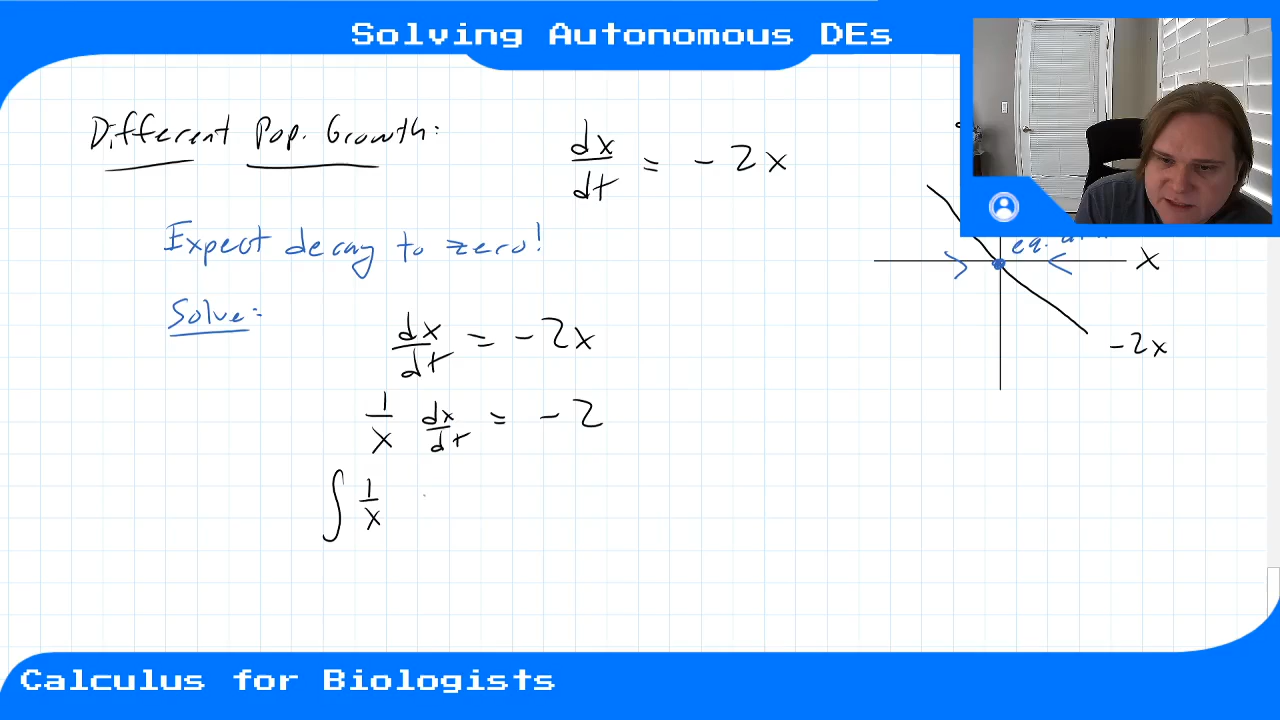 Solving Autonomous DEs
Different Pop. Growth:
dx/dt = -2x
Expect decay to zero!
eq.
x
-2x
Solve:
dx/dt = -2x
1/x dx/dt = -2
∫ 1/x
Calculus for Biologists